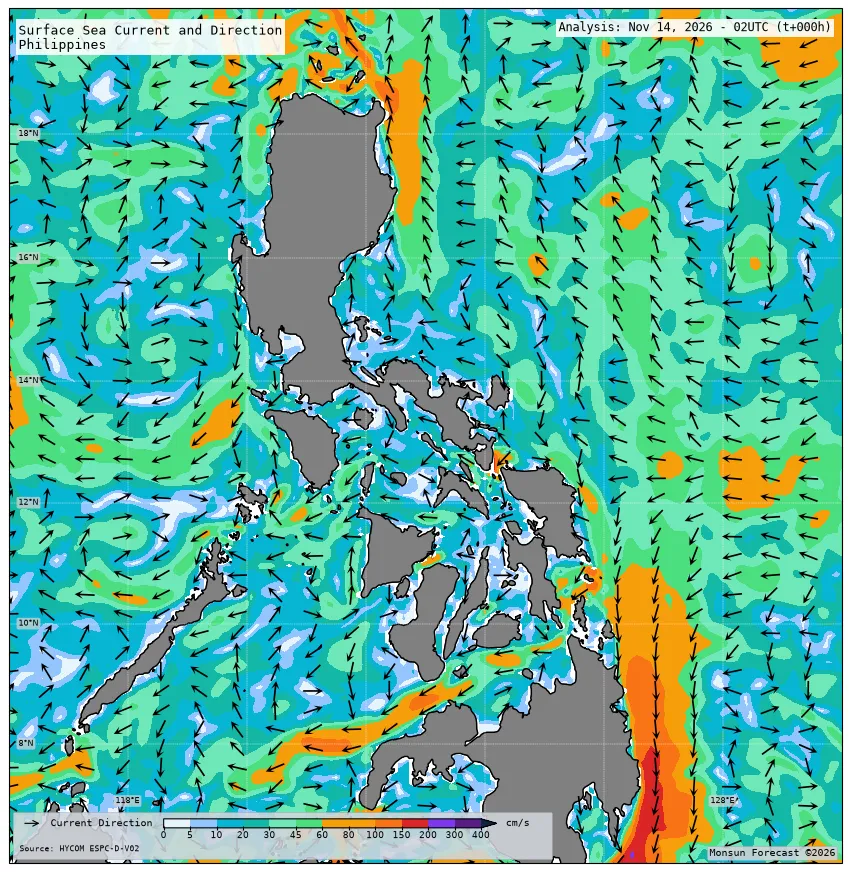 Surface Sea Current and Direction
Philippines
Analysis: Nov 14, 2026 - 02UTC (t+000h)
18°N
16°N
14°N
12°N
10°N
8°N
118°E
128°E
Current Direction
0 5 10 20 30 45 60 80 100 150 200 300 400
cm/s
Source: HYCOM ESPC-D-V02
Monsun Forecast ©2026